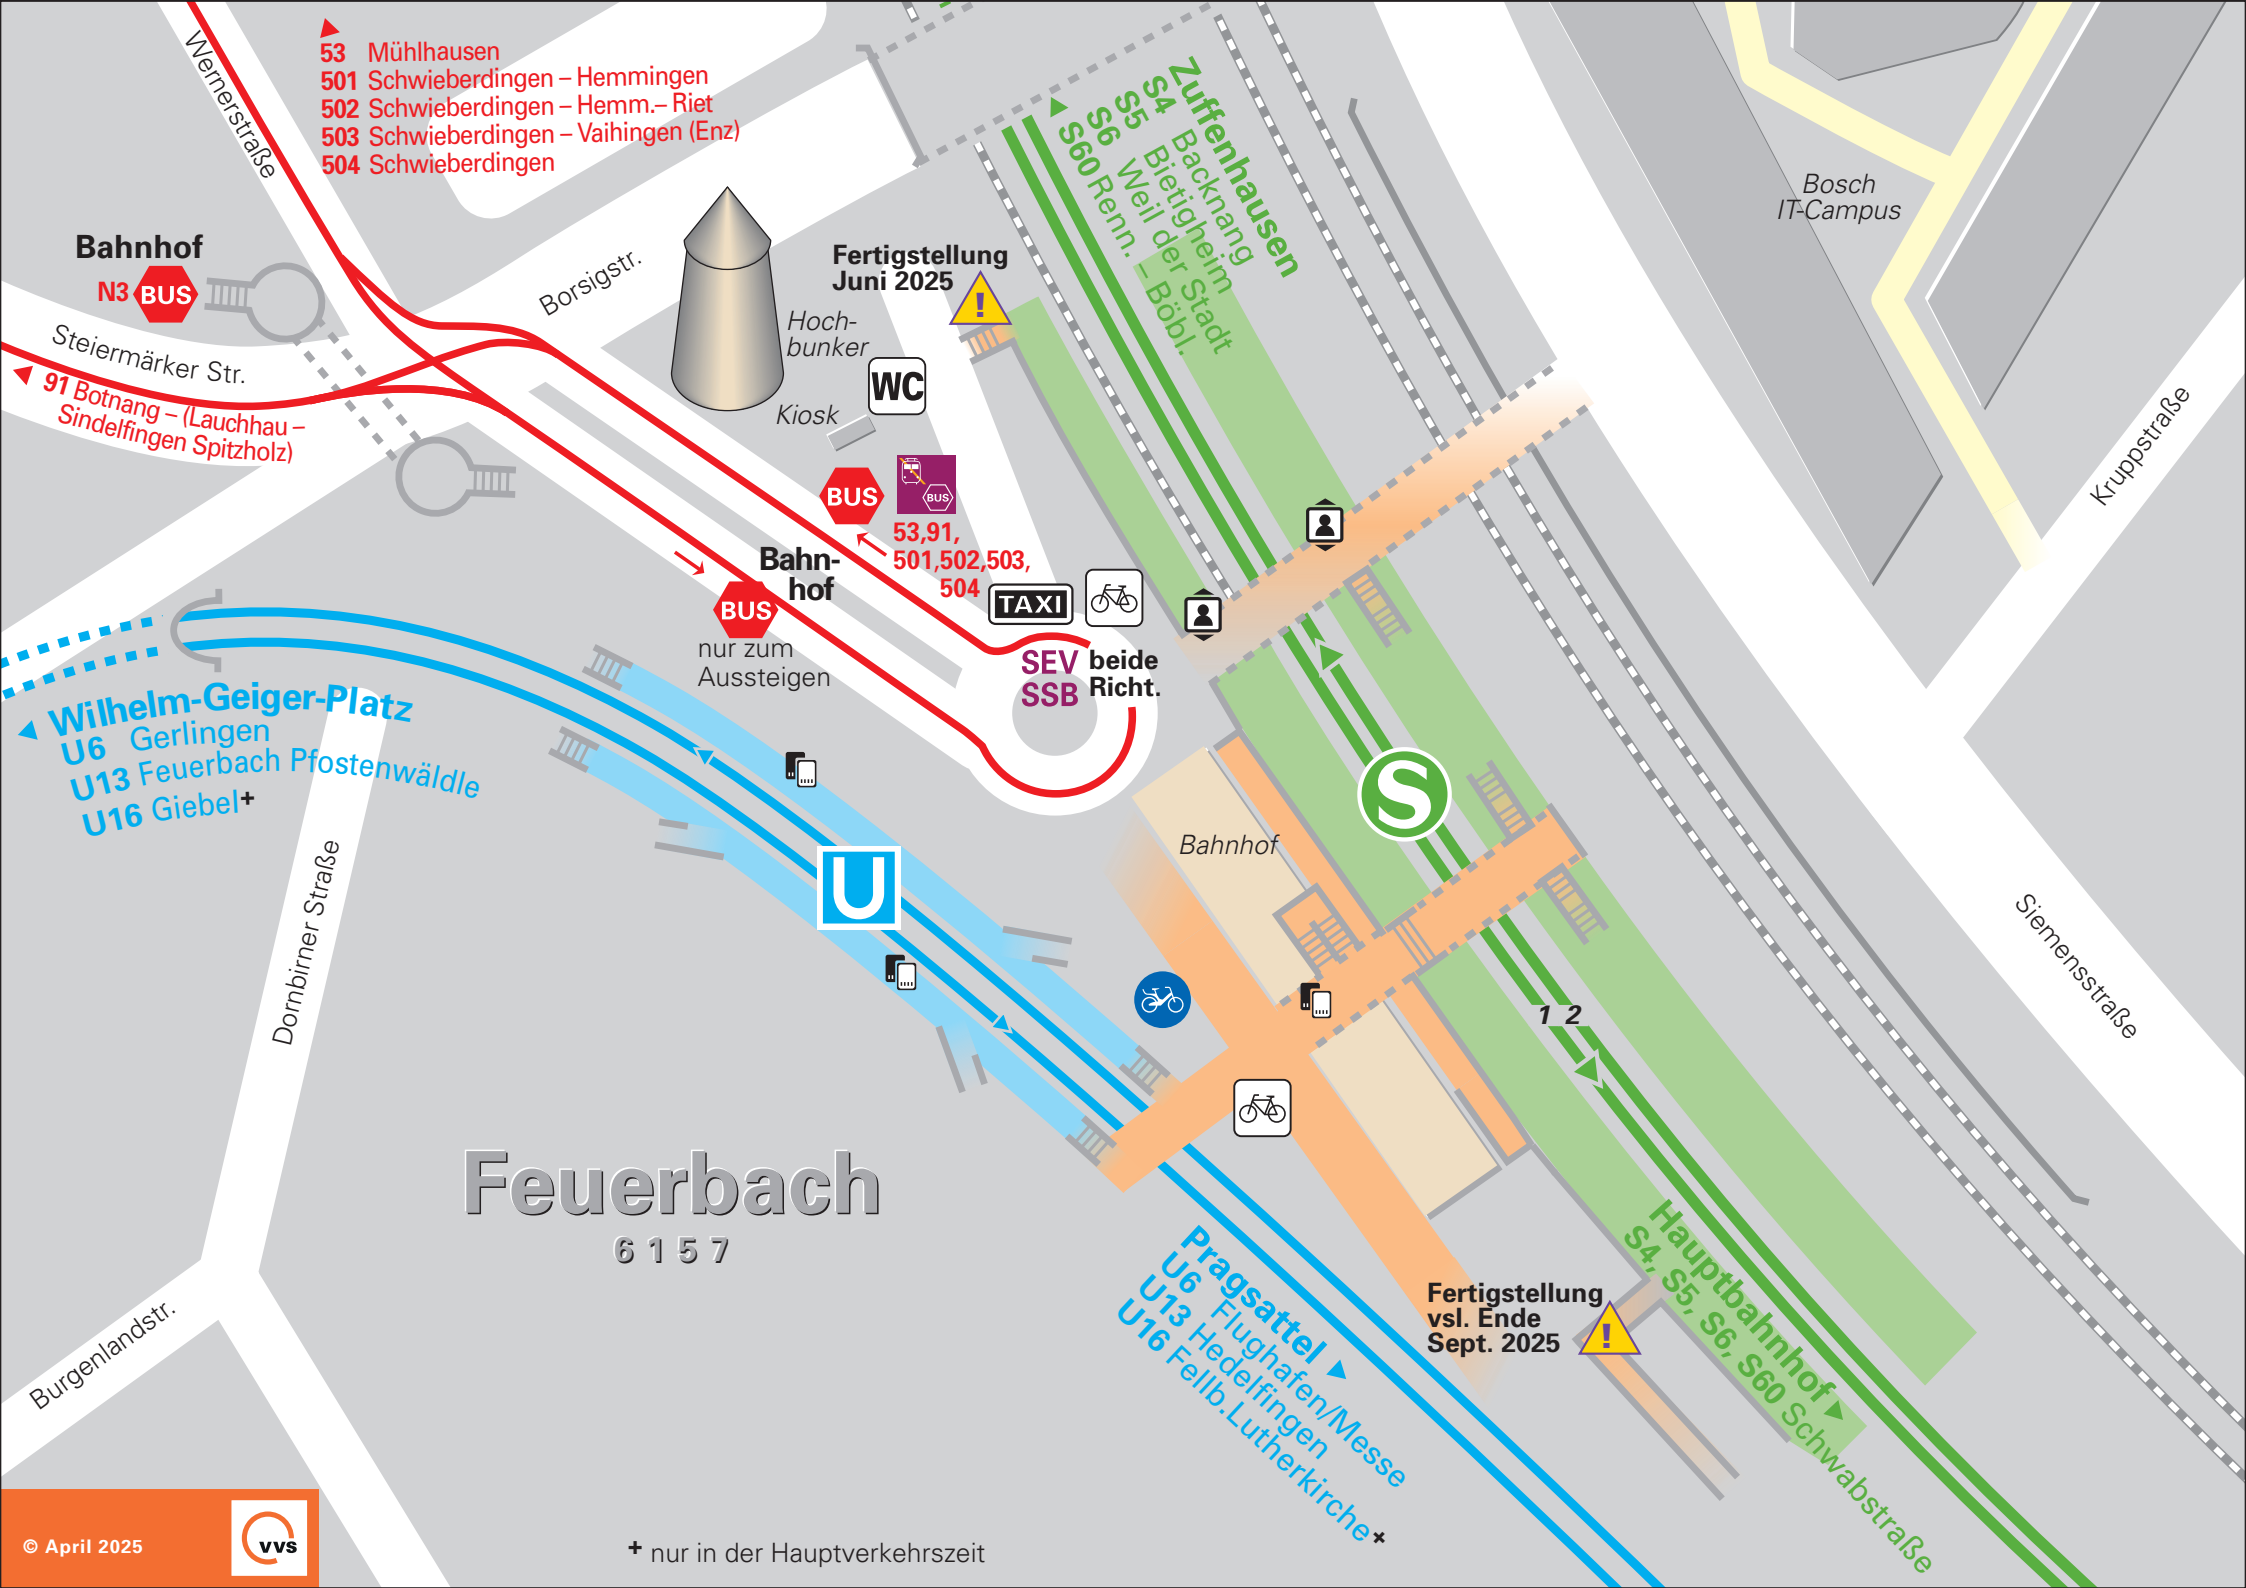 Wernerstraße
53 Mühlhausen
501 Schwieberdingen – Hemmingen
502 Schwieberdingen – Hemm.– Riet
503 Schwieberdingen – Vaihingen (Enz)
504 Schwieberdingen
Zuffenhausen
S4 Backnang
S5 Bietigheim
S6 Weil der Stadt
S60 Renn. – Böbl.
Bosch
IT-Campus
Bahnhof
N3 BUS
Borsigstr.
Fertigstellung
Juni 2025
!
Hoch-
bunker
Steiermärker Str.
91 Botnang – (Lauchhau –
Sindelfingen Spitzholz)
WC
Kiosk
Kruppstraße
BUS
BUS
53,91,
501,502,503,
504
Bahn-
hof
TAXI
BUS
nur zum
Aussteigen
SEV beide
SSB Richt.
Wilhelm-Geiger-Platz
U6 Gerlingen
U13 Feuerbach Pfostenwäldle
U16 Giebel+
S
Bahnhof
U
Dornbirner Straße
Siemensstraße
1 2
Feuerbach
6157
Pragsattel
U6 Flughafen/Messe
U13 Hedelfingen
U16 Fellb.Lutherkirche+
Hauptbahnhof
S4, S5, S6, S60 Schwabstraße
Fertigstellung
vsl. Ende
Sept. 2025
!
Burgenlandstr.
© April 2025
vvs
+ nur in der Hauptverkehrszeit